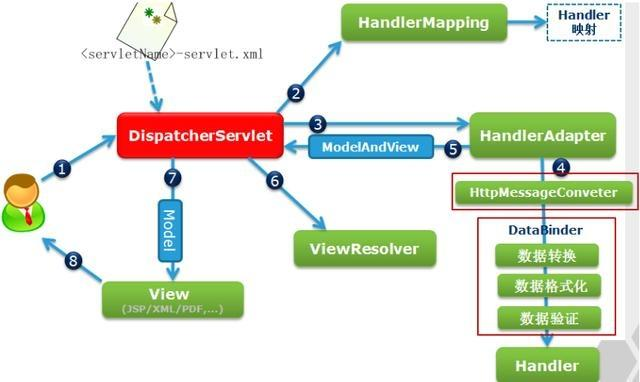 <servletName>-servlet.xml
HandlerMapping
Handler
映射
2
DispatcherServlet
3
HandlerAdapter
ModelAndView
5
1
4
HttpMessageConveter
7
6
Model
DataBinder
ViewResolver
数据转换
8
数据格式化
View
(JSP/XML/PDF,...)
数据验证
Handler